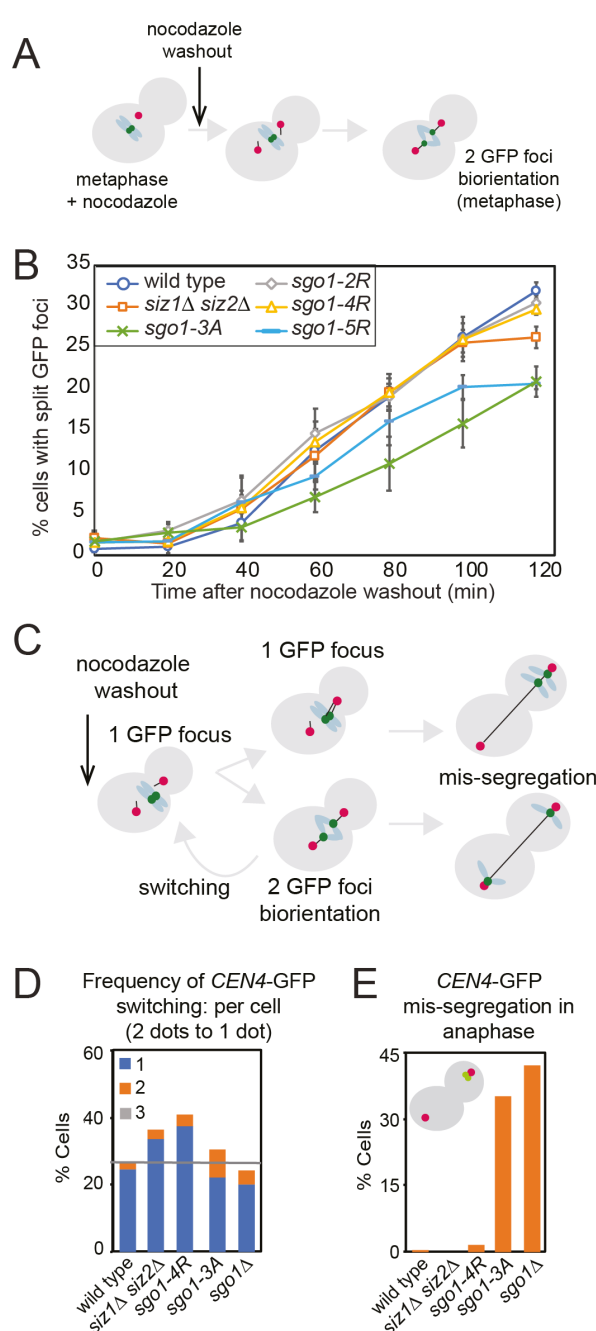 A
nocodazole
washout
metaphase
+ nocodazole
2 GFP foci
biorientation
(metaphase)
B
35
30
25
20
15
10
5
0
% cells with split GFP foci
wild type
siz1Δ siz2Δ
sgo1-3A
sgo1-2R
sgo1-4R
sgo1-5R
0 20 40 60 80 100 120
Time after nocodazole washout (min)
C
nocodazole
washout
1 GFP focus
1 GFP focus
mis-segregation
switching
2 GFP foci
biorientation
D
Frequency of CEN4-GFP
switching: per cell
(2 dots to 1 dot)
60
40
20
0
% Cells
1
2
3
wild type
siz1Δ siz2Δ
sgo1-4R
sgo1-3A
sgo1Δ
E
CEN4-GFP
mis-segregation in
anaphase
45
30
15
0
% Cells
wild type
siz1Δ siz2Δ
sgo1-4R
sgo1-3A
sgo1Δ